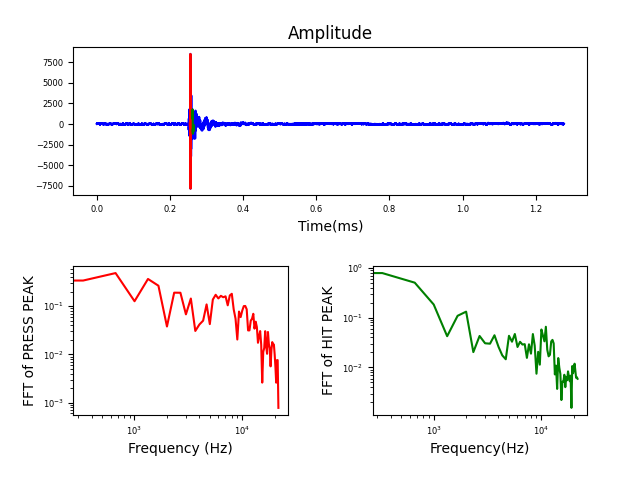 Amplitude
7500
5000
2500
0
−2500
−5000
−7500
0.0 0.2 0.4 0.6 0.8 1.0 1.2
Time(ms)
FFT of PRESS PEAK
10⁻¹
10⁻²
10⁻³
10³ 10⁴
Frequency (Hz)
FFT of HIT PEAK
10⁰
10⁻¹
10⁻²
10³ 10⁴
Frequency(Hz)